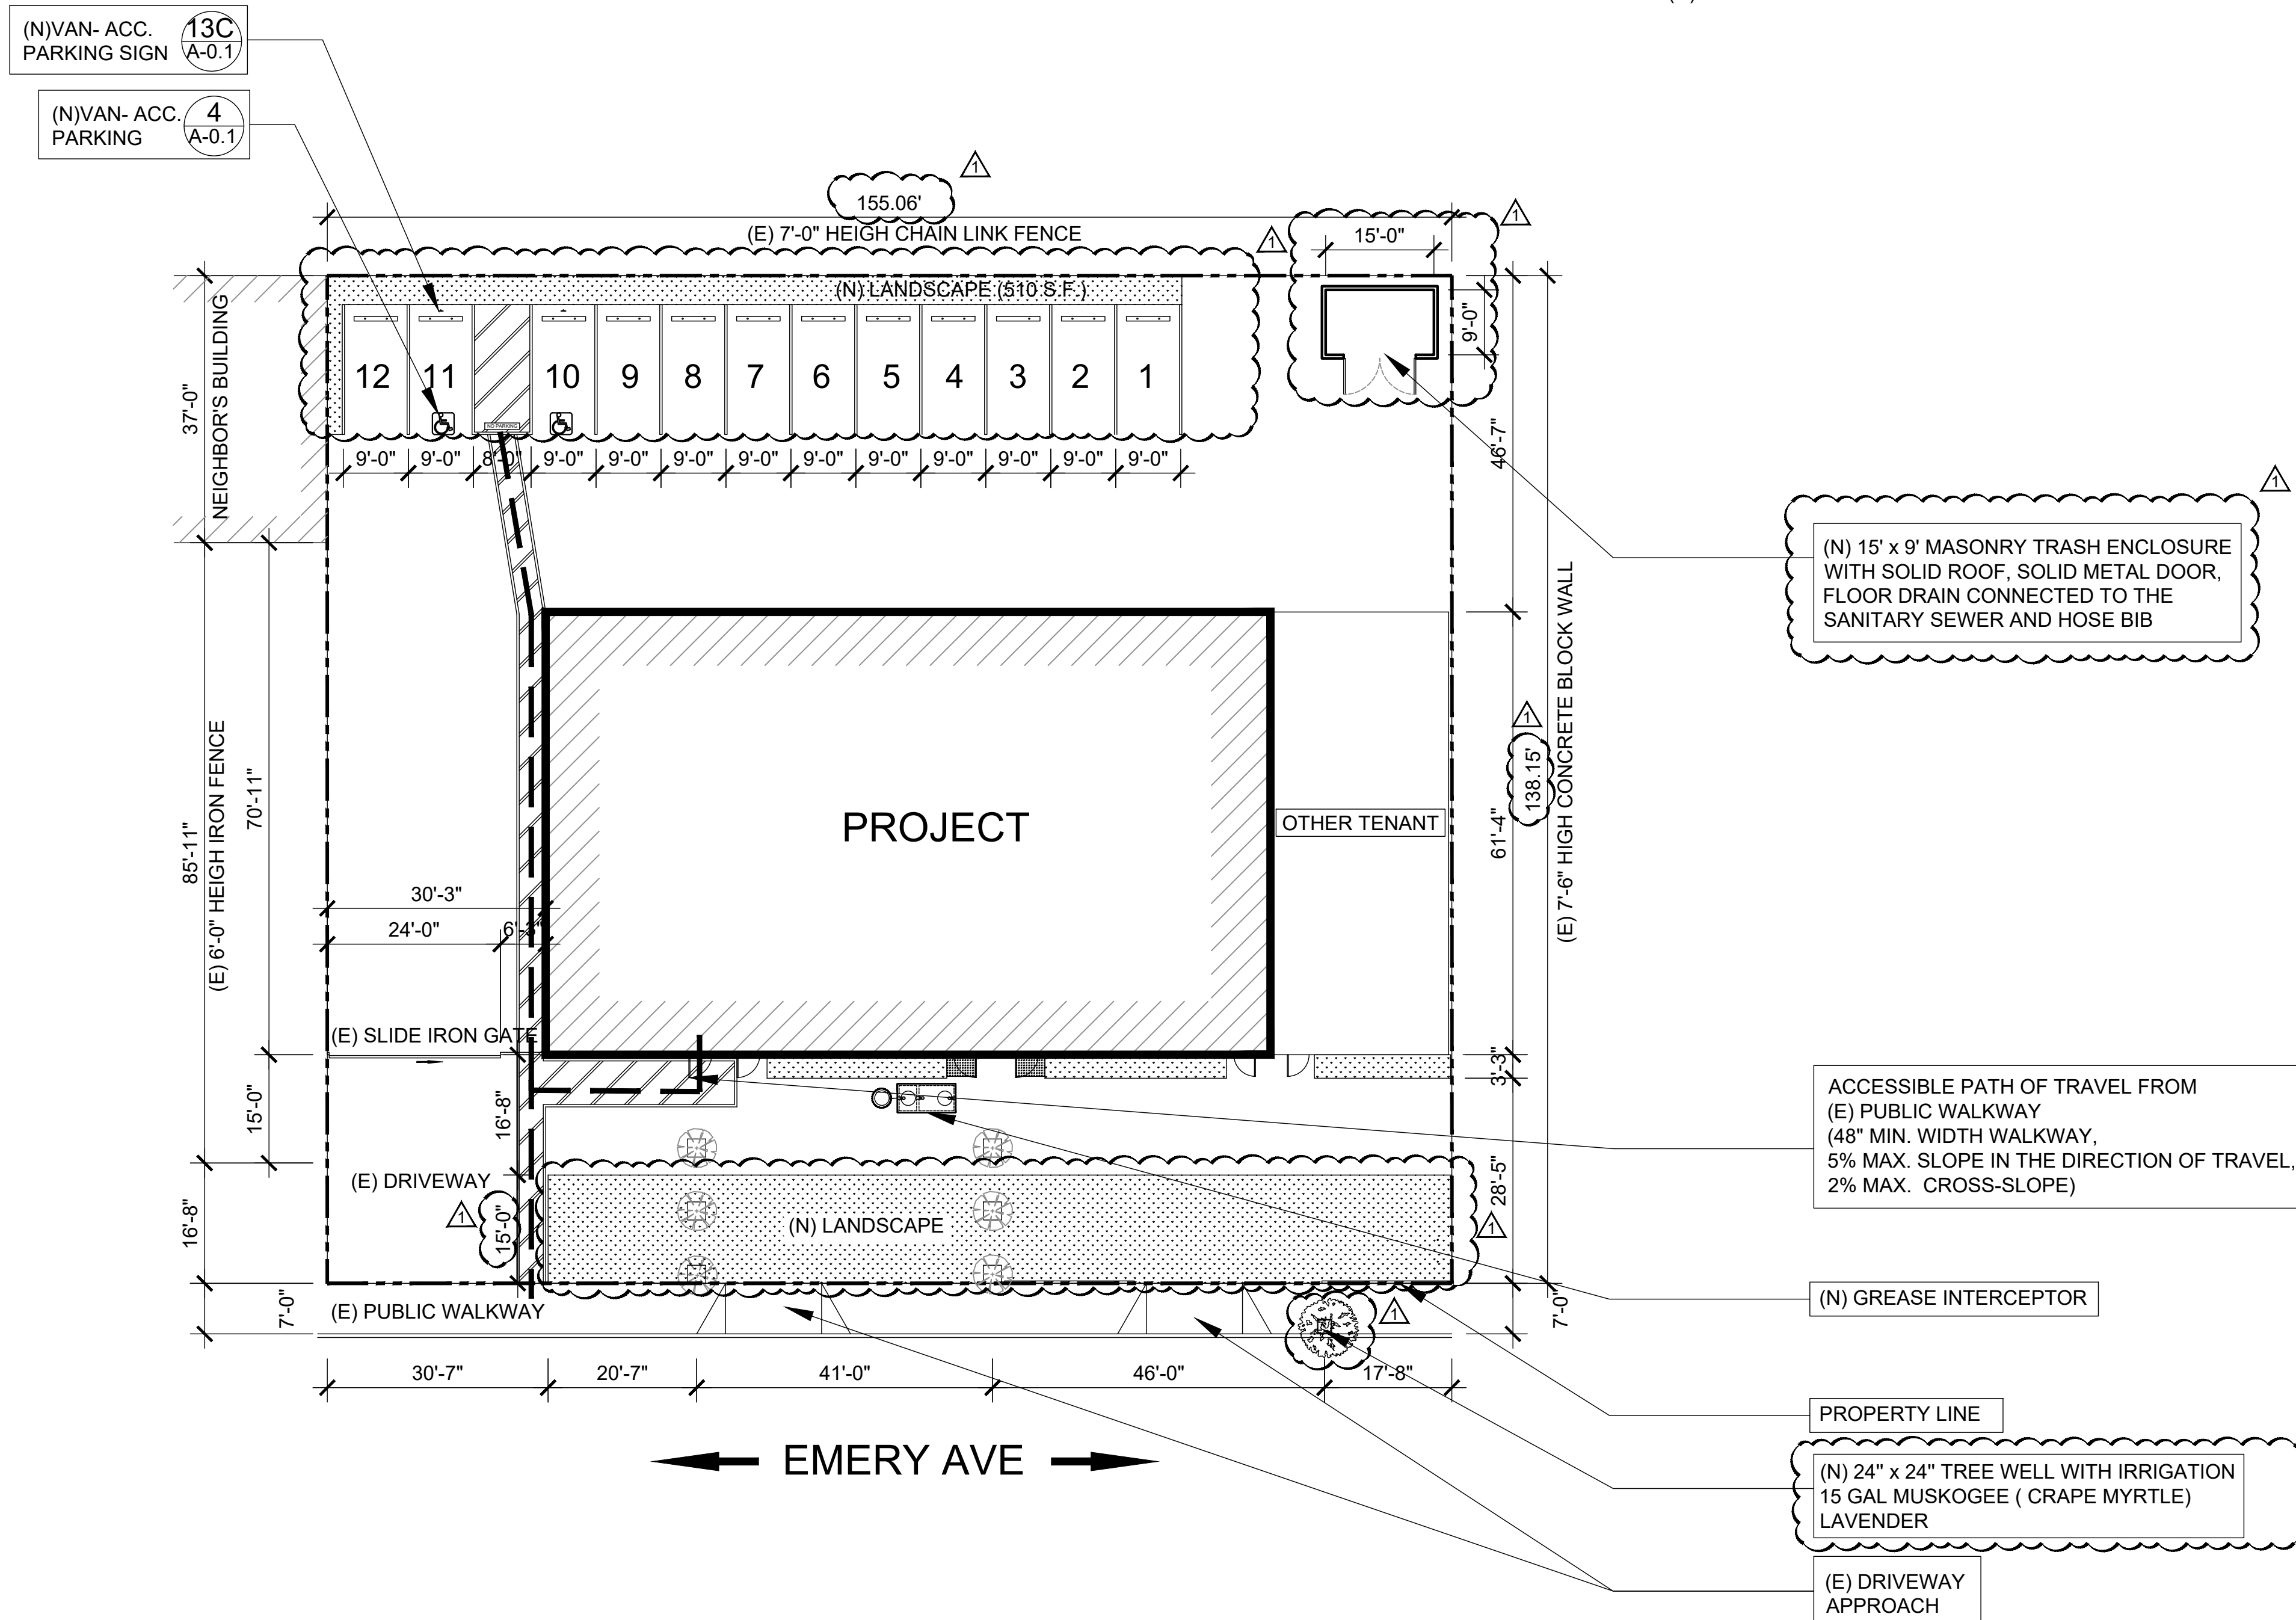 (N)VAN- ACC.
PARKING SIGN
13C
A-0.1
(N)VAN- ACC.
PARKING
4
A-0.1
155.06'
1
(E) 7'-0" HEIGH CHAIN LINK FENCE
1
15'-0"
1
(N) LANDSCAPE (510 S.F.)
9'-0"
NEIGHBOR'S BUILDING
37'-0"
12
11
10
9
8
7
6
5
4
3
2
1
NO PARKING
9'-0"
9'-0"
8'-0"
9'-0"
9'-0"
9'-0"
9'-0"
9'-0"
9'-0"
9'-0"
9'-0"
9'-0"
9'-0"
46'-7"
1
(N) 15' x 9' MASONRY TRASH ENCLOSURE
WITH SOLID ROOF, SOLID METAL DOOR,
FLOOR DRAIN CONNECTED TO THE
SANITARY SEWER AND HOSE BIB
(E) 7'-6" HIGH CONCRETE BLOCK WALL
1
138.15'
61'-4"
PROJECT
OTHER TENANT
85'-11"
(E) 6'-0" HEIGH IRON FENCE
70'-11"
30'-3"
24'-0"
6'-3"
(E) SLIDE IRON GATE
3'-3"
15'-0"
16'-8"
ACCESSIBLE PATH OF TRAVEL FROM
(E) PUBLIC WALKWAY
(48" MIN. WIDTH WALKWAY,
5% MAX. SLOPE IN THE DIRECTION OF TRAVEL,
2% MAX. CROSS-SLOPE)
(E) DRIVEWAY
16'-8"
1
15'-0"
(N) LANDSCAPE
28'-5"
1
(N) GREASE INTERCEPTOR
7'-0"
(E) PUBLIC WALKWAY
1
7'-0"
30'-7"
20'-7"
41'-0"
46'-0"
17'-8"
PROPERTY LINE
EMERY AVE
(N) 24" x 24" TREE WELL WITH IRRIGATION
15 GAL MUSKOGEE ( CRAPE MYRTLE)
LAVENDER
(E) DRIVEWAY
APPROACH